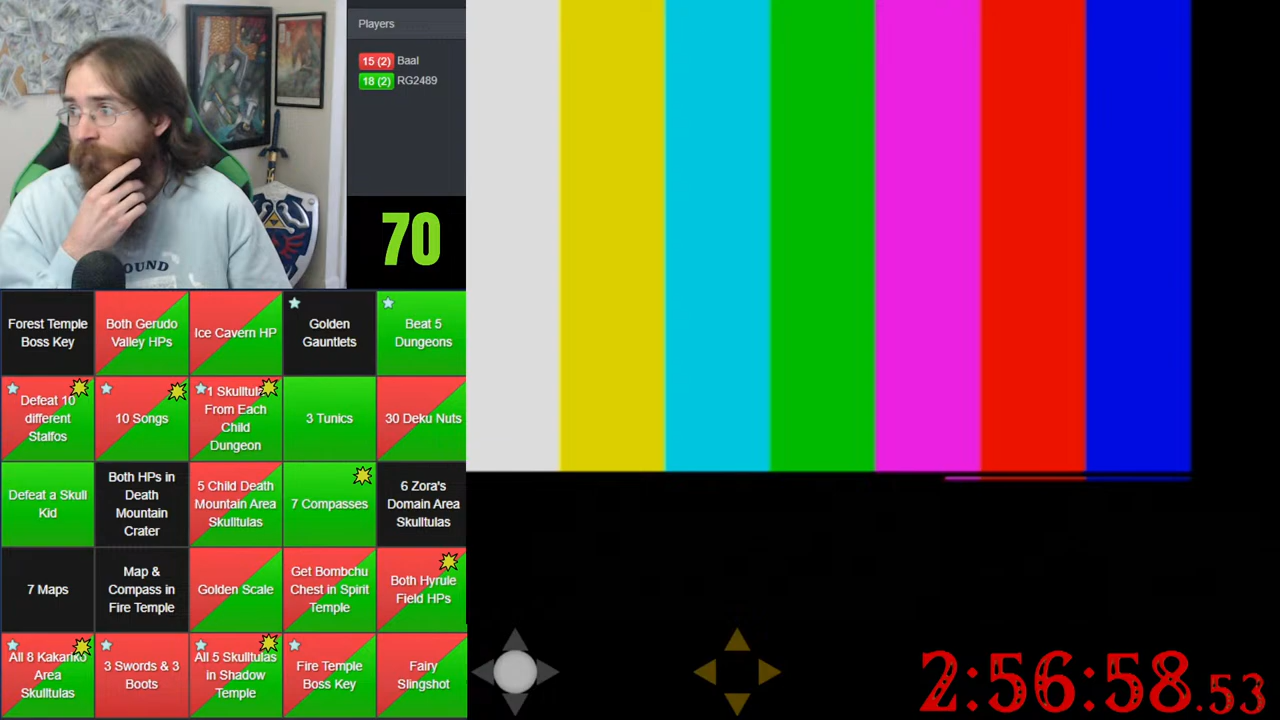 Players
15 (2) Baal
18 (2) RG2489
70
OUND
Forest Temple
Boss Key
Both Gerudo
Valley HPs
Ice Cavern HP
Golden
Gauntlets
Beat 5
Dungeons
Defeat 10
different
Stalfos
10 Songs
1 Skulltula
From Each
Child
Dungeon
3 Tunics
30 Deku Nuts
Defeat a Skull
Kid
Both HPs in
Death
Mountain
Crater
5 Child Death
Mountain Area
Skulltulas
7 Compasses
6 Zora's
Domain Area
Skulltulas
7 Maps
Map &
Compass in
Fire Temple
Golden Scale
Get Bombchu
Chest in Spirit
Temple
Both Hyrule
Field HPs
All 8 Kakariko
Area
Skulltulas
3 Swords & 3
Boots
All 5 Skulltulas
in Shadow
Temple
Fire Temple
Boss Key
Fairy
Slingshot
2:56:58.53